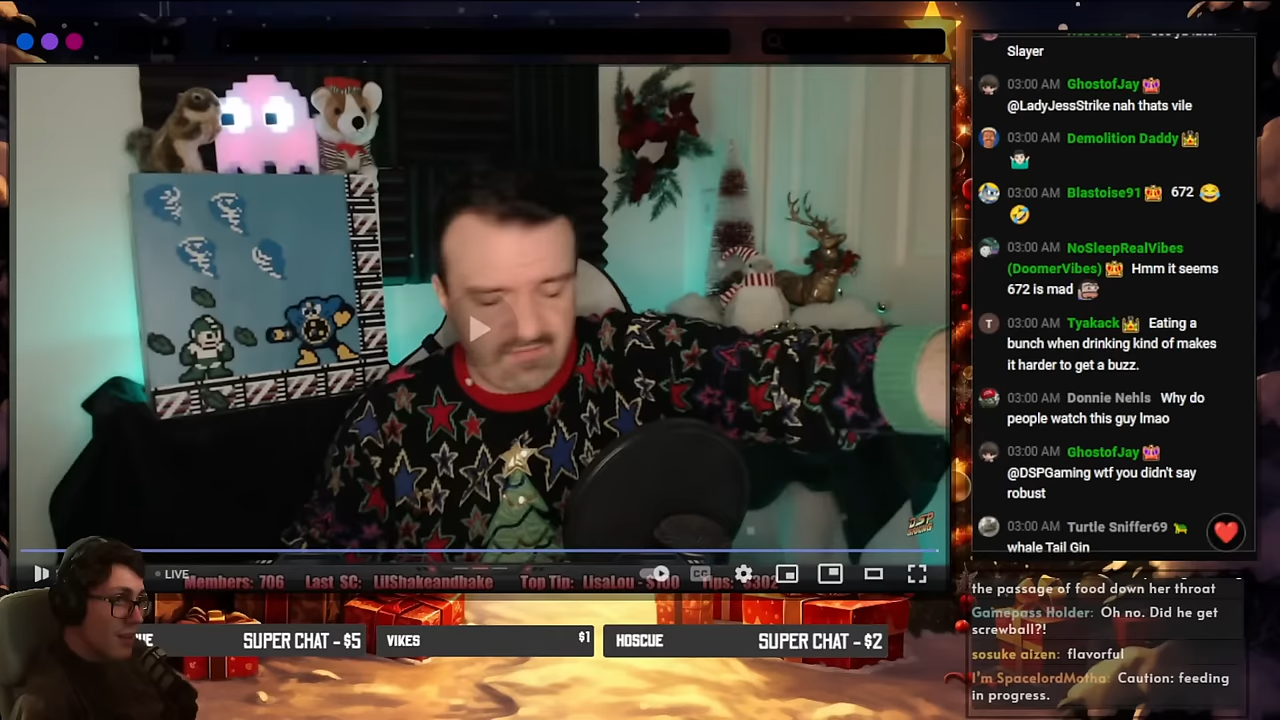 Slayer
03:00 AM GhostofJay
@LadyJessStrike nah thats vile
03:00 AM Demolition Daddy
03:00 AM Blastoise91 672
03:00 AM NoSleepRealVibes
(DoomerVibes) Hmm it seems
672 is mad
T 03:00 AM Tyakack Eating a
bunch when drinking kind of makes
it harder to get a buzz.
03:00 AM Donnie Nehls Why do
people watch this guy lmao
03:00 AM GhostofJay
@DSPGaming wtf you didn't say
robust
03:00 AM Turtle Sniffer69
whale Tail Gin
DSP
GAMING
LIVE
CC
Members: 706 Last SC: LilShakeandbake Top Tip: LisaLou
SUPER CHAT - $5
VIKES $1
HOSCUE SUPER CHAT - $2
the passage of food down her throat
Gamepass Holder: Oh no. Did he get
screwball?!
sosuke aizen: flavorful
I'm SpacelordMotha: Caution: feeding
in progress.